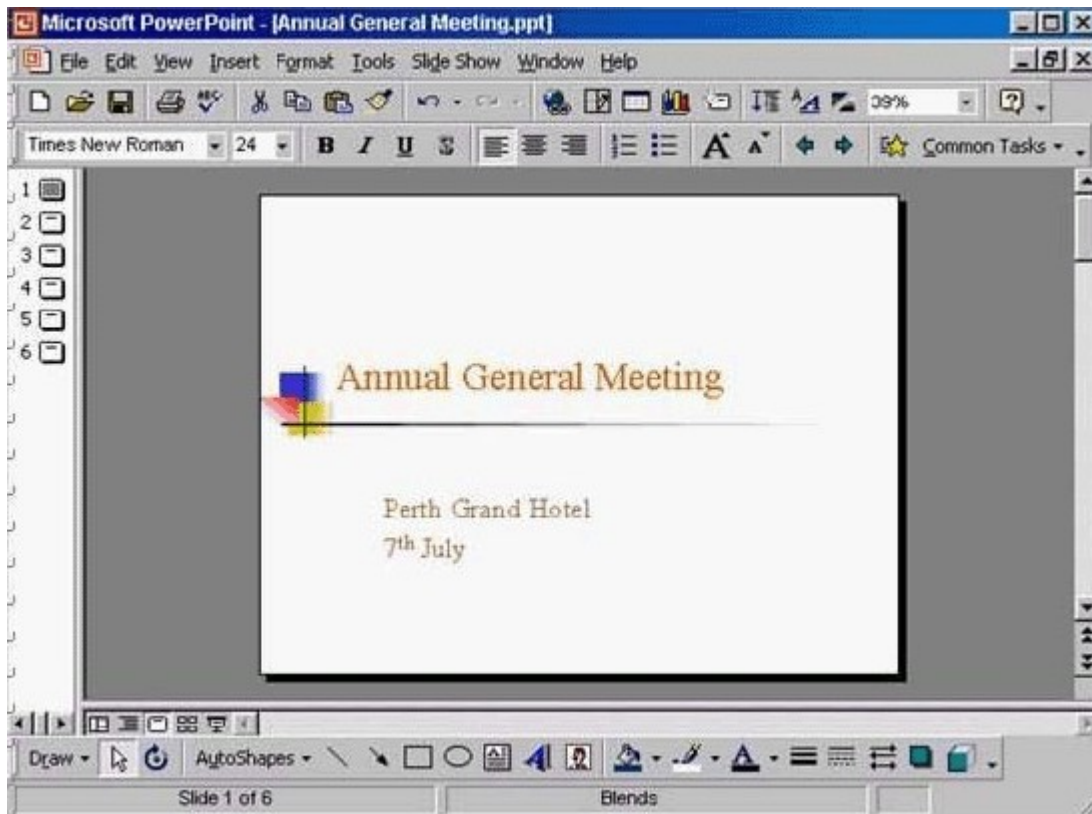 Microsoft PowerPoint - [Annual General Meeting.ppt]
File Edit View Insert Format Tools Slide Show Window Help
ABC 39%
Times New Roman 24 B I U S A A Common Tasks
1
2
3
4
5
6
Annual General Meeting
Perth Grand Hotel
7th July
Draw AutoShapes A A
Slide 1 of 6 Blends